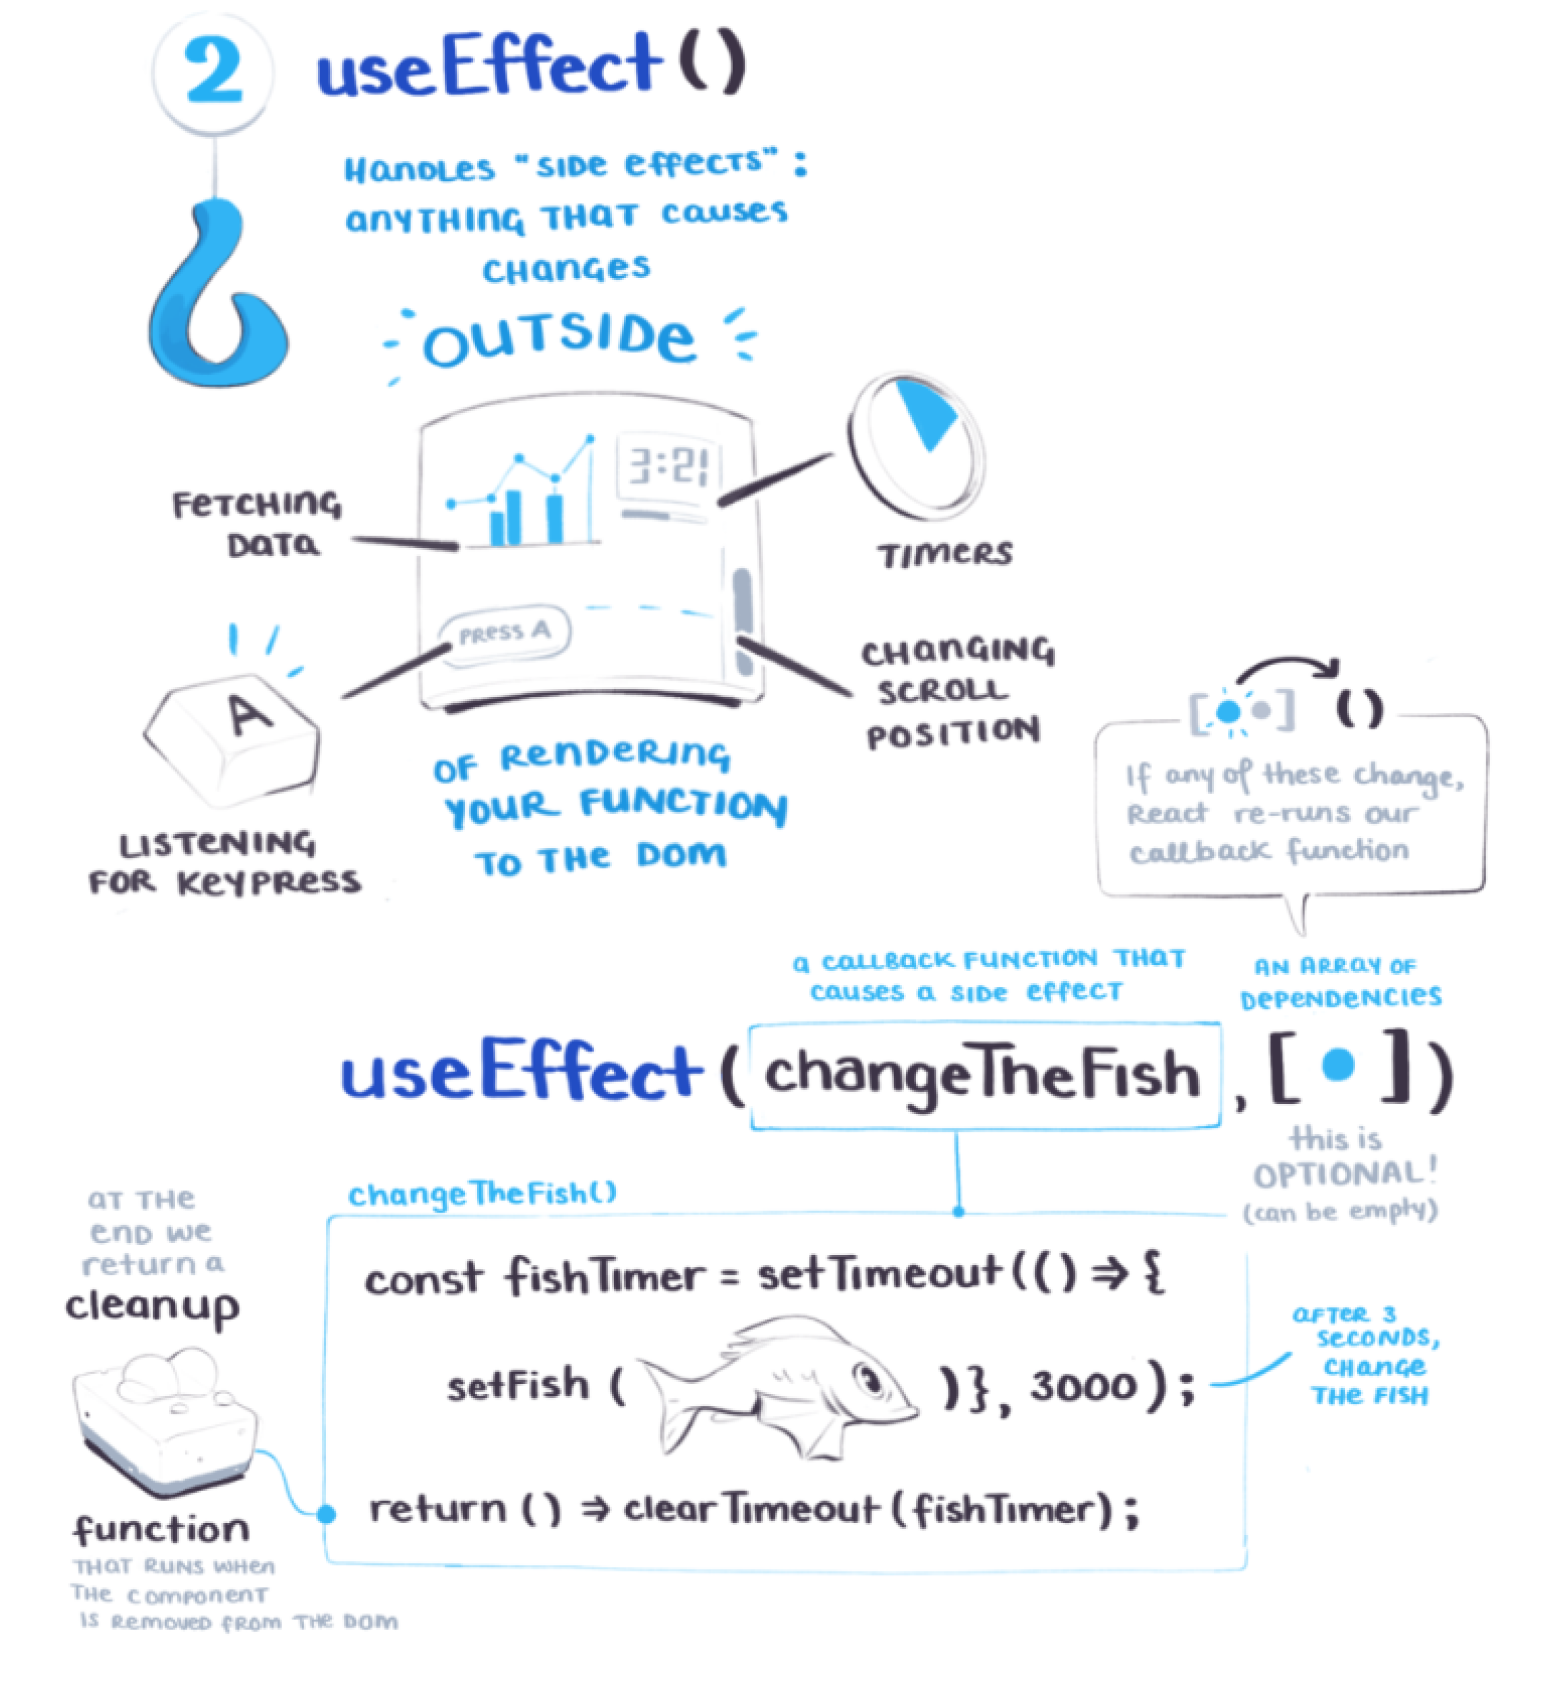 2
useEffect()
HANDLES "SIDE EFFECTS":
ANYTHING THAT CAUSES
CHANGES
OUTSIDE
3:21
FETCHING
DATA
TIMERS
PRESS A
A
CHANGING
SCROLL
POSITION
LISTENING
FOR KEYPRESS
OF RENDERING
YOUR FUNCTION
TO THE DOM
[ ] ()
If any of these change,
React re-runs our
callback function
A CALLBACK FUNCTION THAT
CAUSES A SIDE EFFECT
AN ARRAY OF
DEPENDENCIES
useEffect(changeTheFish, [•])
this is
OPTIONAL!
(can be empty)
AT THE
END WE
return a
cleanup
function
THAT RUNS WHEN
THE COMPONENT
IS REMOVED FROM THE DOM
changeTheFish()
const fishTimer = setTimeout(() => {
setFish ( )}, 3000);
return () => clearTimeout(fishTimer);
AFTER 3
SECONDS,
CHANGE
THE FISH